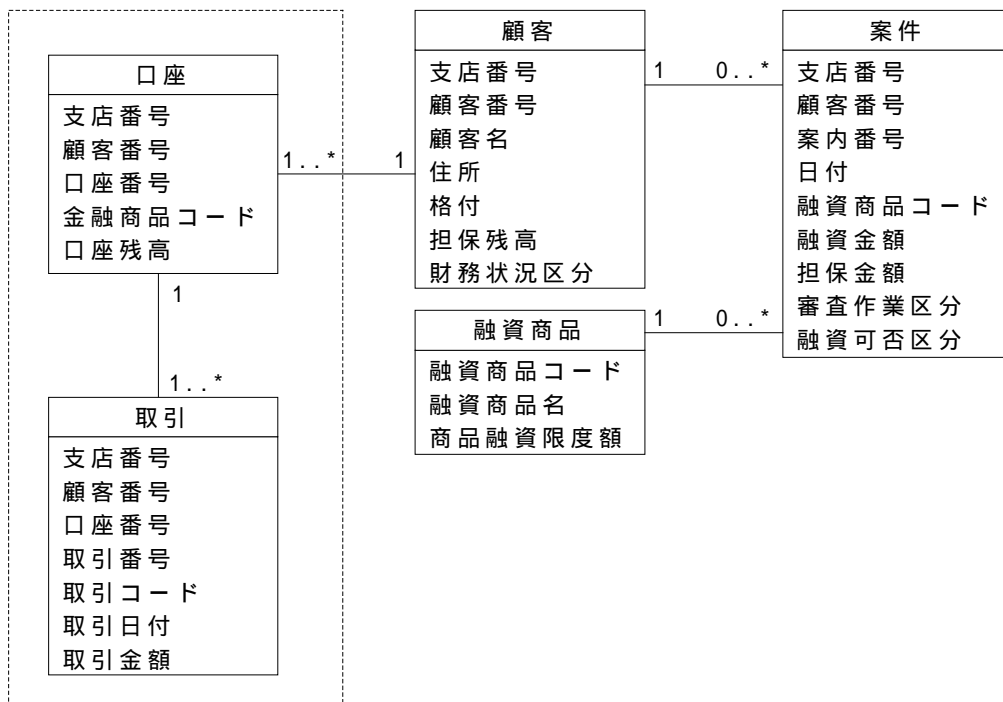 口座
支店番号
顧客番号
口座番号
金融商品コード
口座残高
1..*
1
1
1..*
取引
支店番号
顧客番号
口座番号
取引番号
取引コード
取引日付
取引金額
顧客
支店番号
顧客番号
顧客名
住所
格付
担保残高
財務状況区分
1
0..*
案件
支店番号
顧客番号
案内番号
日付
融資商品コード
融資金額
担保金額
審査作業区分
融資可否区分
融資商品
融資商品コード
融資商品名
商品融資限度額
1
0..*